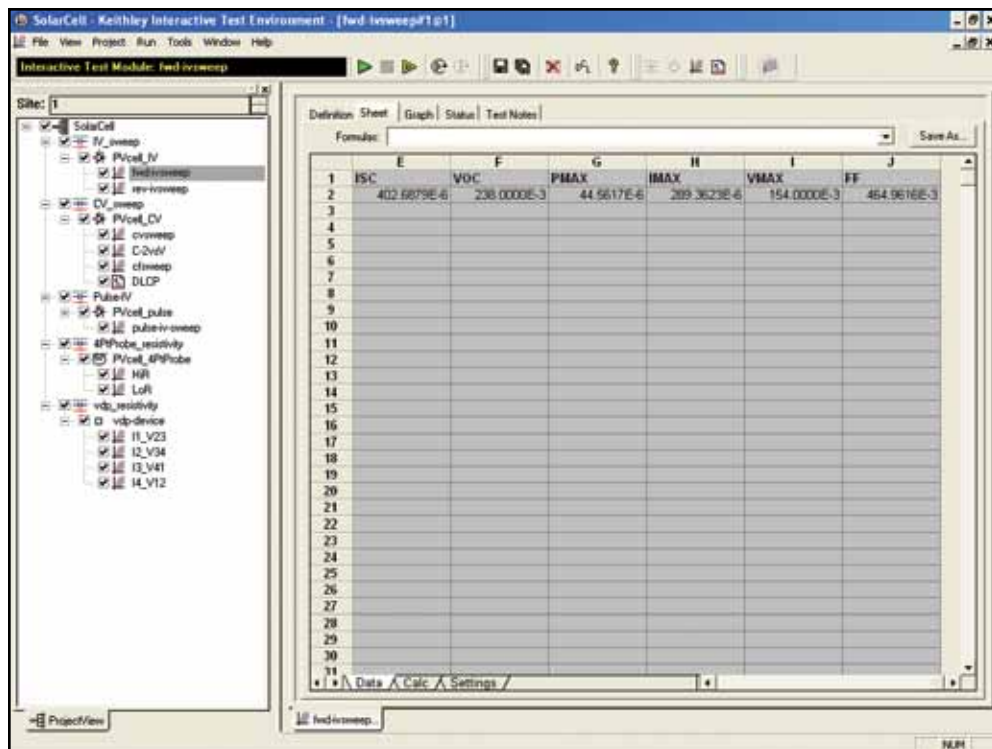 SolarCell - Keithley Interactive Test Environment - [fwd-ivsweep#1@1]
File View Project Run Tools Window Help
Interactive Test Module: fwd-ivsweep
Site: 1
SolarCell
IV_sweep
PVcell_IV
fwd-ivsweep
rev-ivsweep
CV_sweep
PVcell_CV
cvsweep
C-2vsV
cfsweep
DLCP
Pulse-IV
PVcell_pulse
pulse-iv-sweep
4PtProbe_resistivity
PVcell_4PtProbe
HiR
LoR
vdp_resistivity
vdp-device
I1_V23
I2_V34
I3_V41
I4_V12
ProjectView
Definition Sheet Graph Status Test Notes
Formulas: Save As...
E F G H I J
1 ISC VOC PMAX IMAX VMAX FF
2 402.6879E-6 238.0000E-3 44.5617E-6 289.3623E-6 154.0000E-3 464.9616E-3
3
4
5
6
7
8
9
10
11
12
13
14
15
16
17
18
19
20
21
22
23
24
25
26
27
28
29
30
31
Data Calc Settings
fwd-ivsweep...
NUM